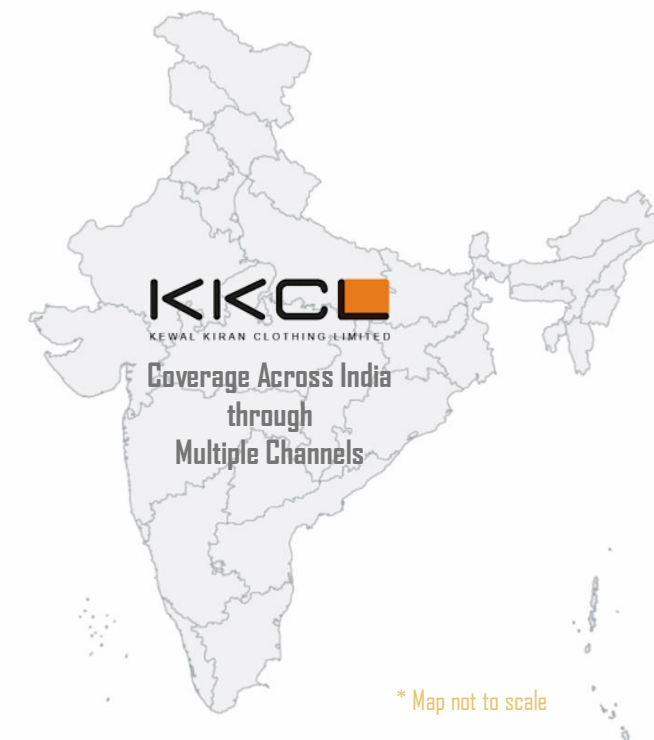 KKCL
KEWAL KIRAN CLOTHING LIMITED
Coverage Across India
through
Multiple Channels
* Map not to scale